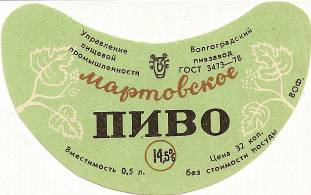 Управление
пищевой
промышленности
Волгоградский
пивзавод
ГОСТ 3473—78
Мартовское
ПИВО
14,5%
Вместимость 0,5 л.
Цена 32 коп.
без стоимости посуды
ВОФ.